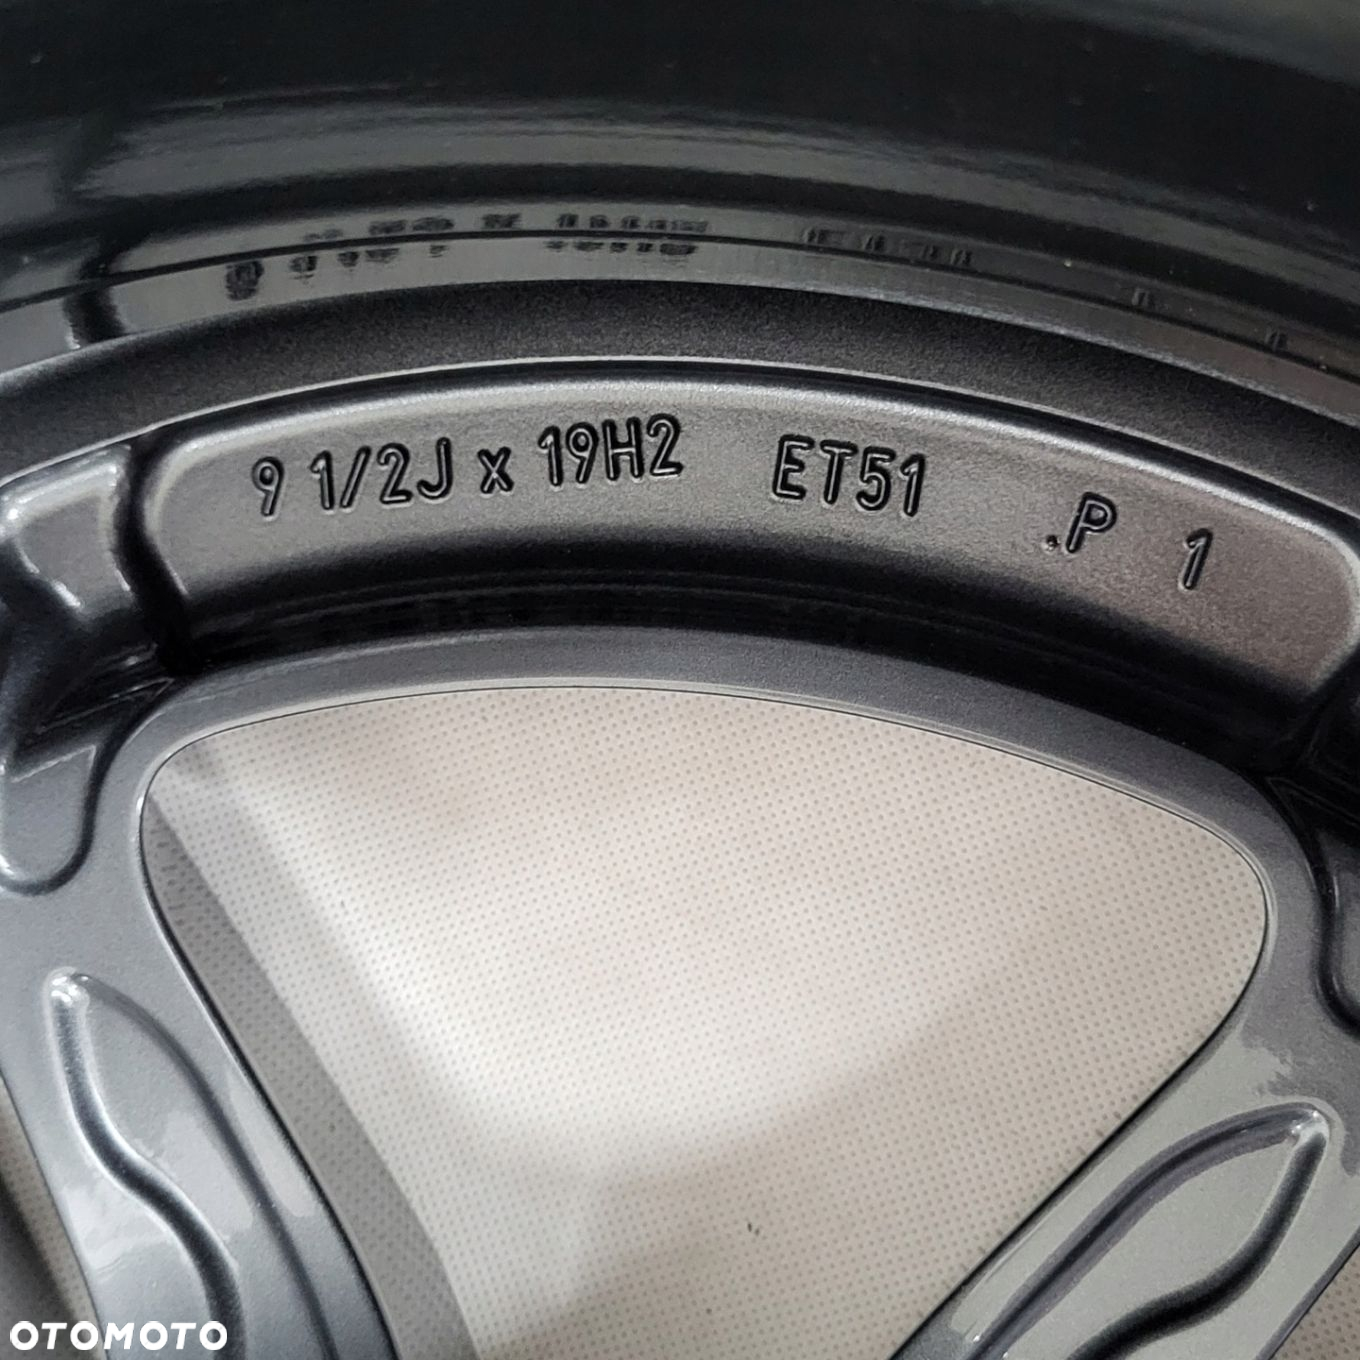 9 1/2J x 19H2 ET51 .P 1
OTOMOTO